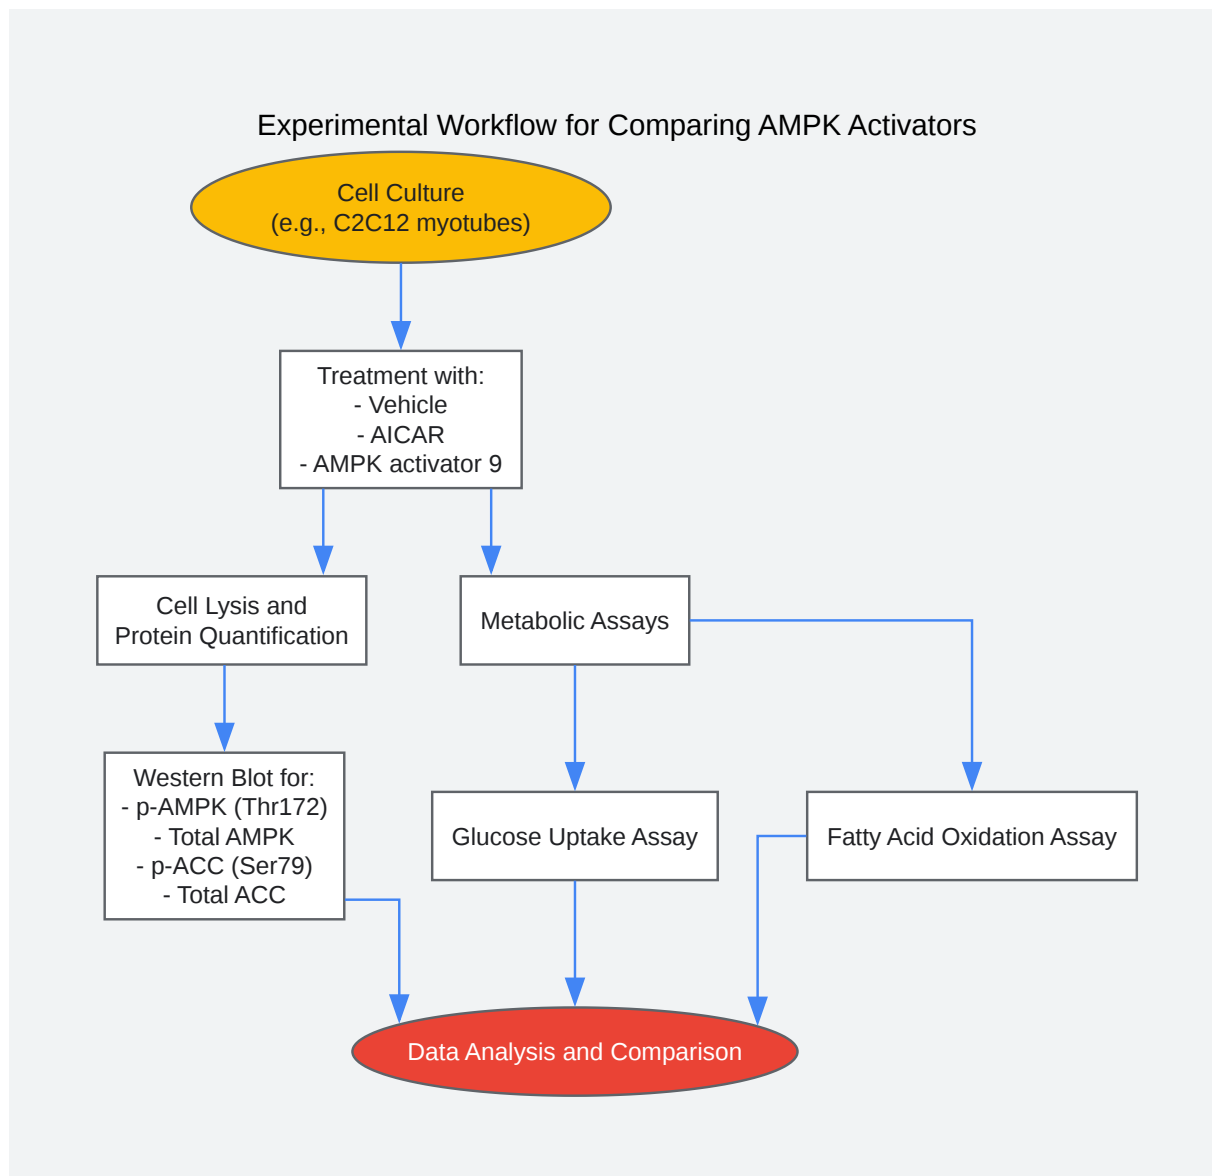 Experimental Workflow for Comparing AMPK Activators
Cell Culture
(e.g., C2C12 myotubes)
Treatment with:
- Vehicle
- AICAR
- AMPK activator 9
Cell Lysis and
Protein Quantification
Metabolic Assays
Western Blot for:
- p-AMPK (Thr172)
- Total AMPK
- p-ACC (Ser79)
- Total ACC
Glucose Uptake Assay
Fatty Acid Oxidation Assay
Data Analysis and Comparison